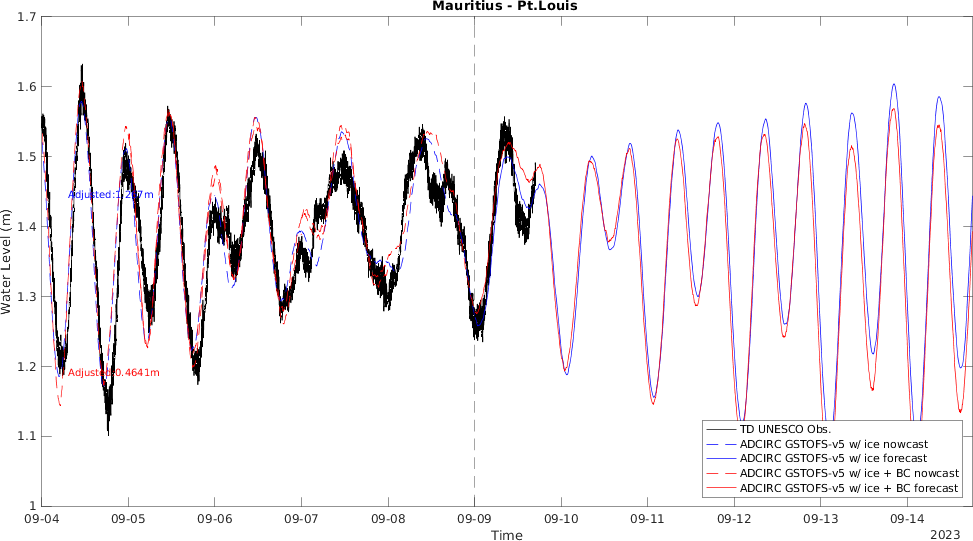 Mauritius - Pt.Louis
1.7
1.6
1.5
1.4
1.3
1.2
1.1
1
Water Level (m)
Adjusted:0.4641m
TD UNESCO Obs.
ADCIRC GSTOFS-v5 w/ ice nowcast
ADCIRC GSTOFS-v5 w/ ice forecast
ADCIRC GSTOFS-v5 w/ ice + BC nowcast
ADCIRC GSTOFS-v5 w/ ice + BC forecast
09-04 09-05 09-06 09-07 09-08 09-09 09-10 09-11 09-12 09-13 09-14
Time
2023